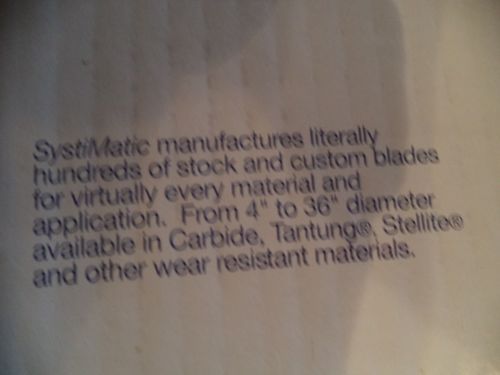 SystiMatic manufactures literally
hundreds of stock and custom blades
for virtually every material and
application. From 4" to 36" diameter
available in Carbide, Tantung®, Stellite®
and other wear resistant materials.